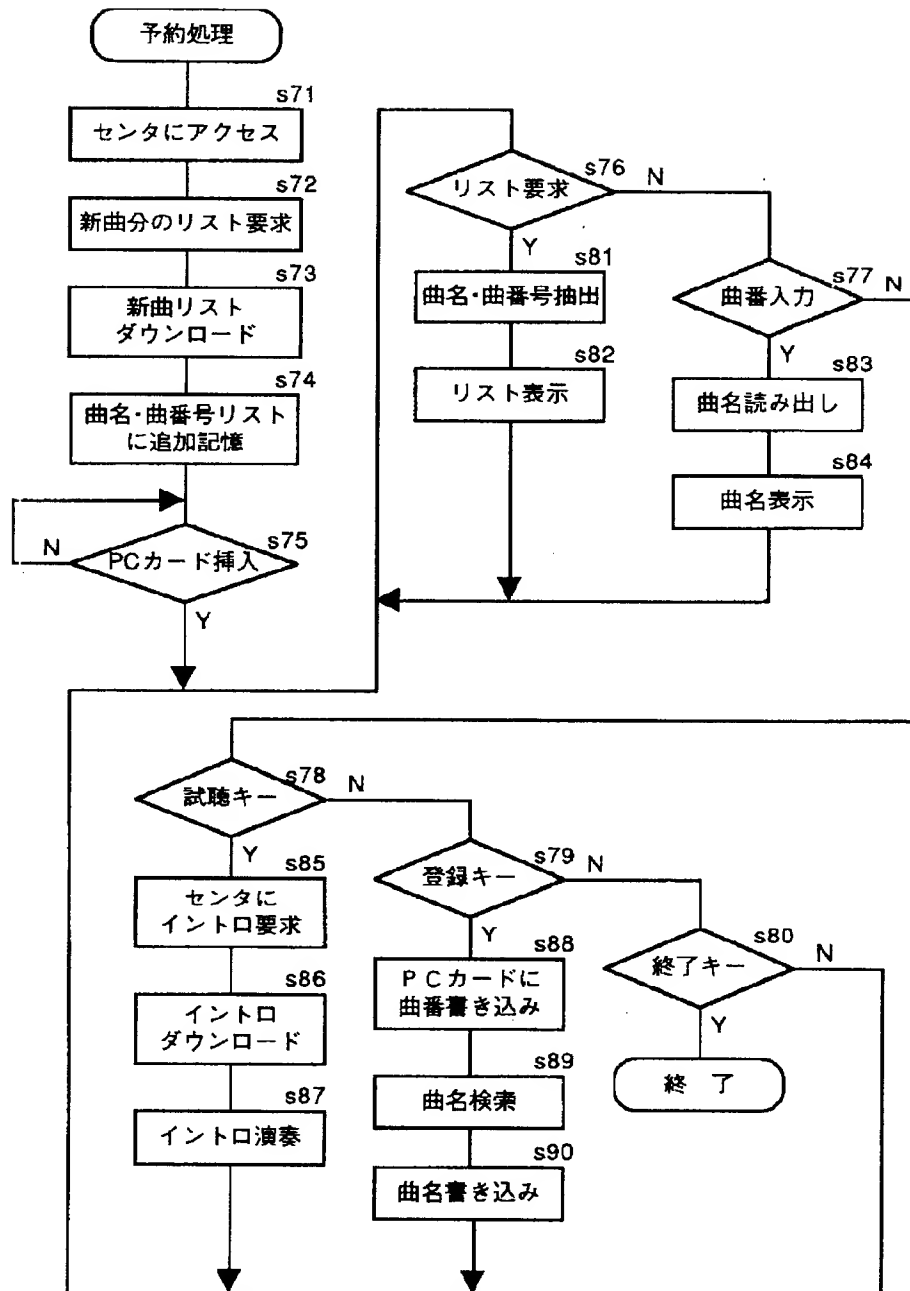 予約処理
s71
センタにアクセス
s72
新曲分のリスト要求
s73
新曲リスト
ダウンロード
s74
曲名・曲番号リスト
に追加記憶
s75
PCカード挿入
N
Y
s76
リスト要求
N
Y
s81
曲名・曲番号抽出
s82
リスト表示
s77
曲番入力
N
Y
s83
曲名読み出し
s84
曲名表示
s78
試聴キー
N
Y
s85
センタに
イントロ要求
s86
イントロ
ダウンロード
s87
イントロ演奏
s79
登録キー
N
Y
s88
PCカードに
曲番書き込み
s89
曲名検索
s90
曲名書き込み
s80
終了キー
N
Y
終 了